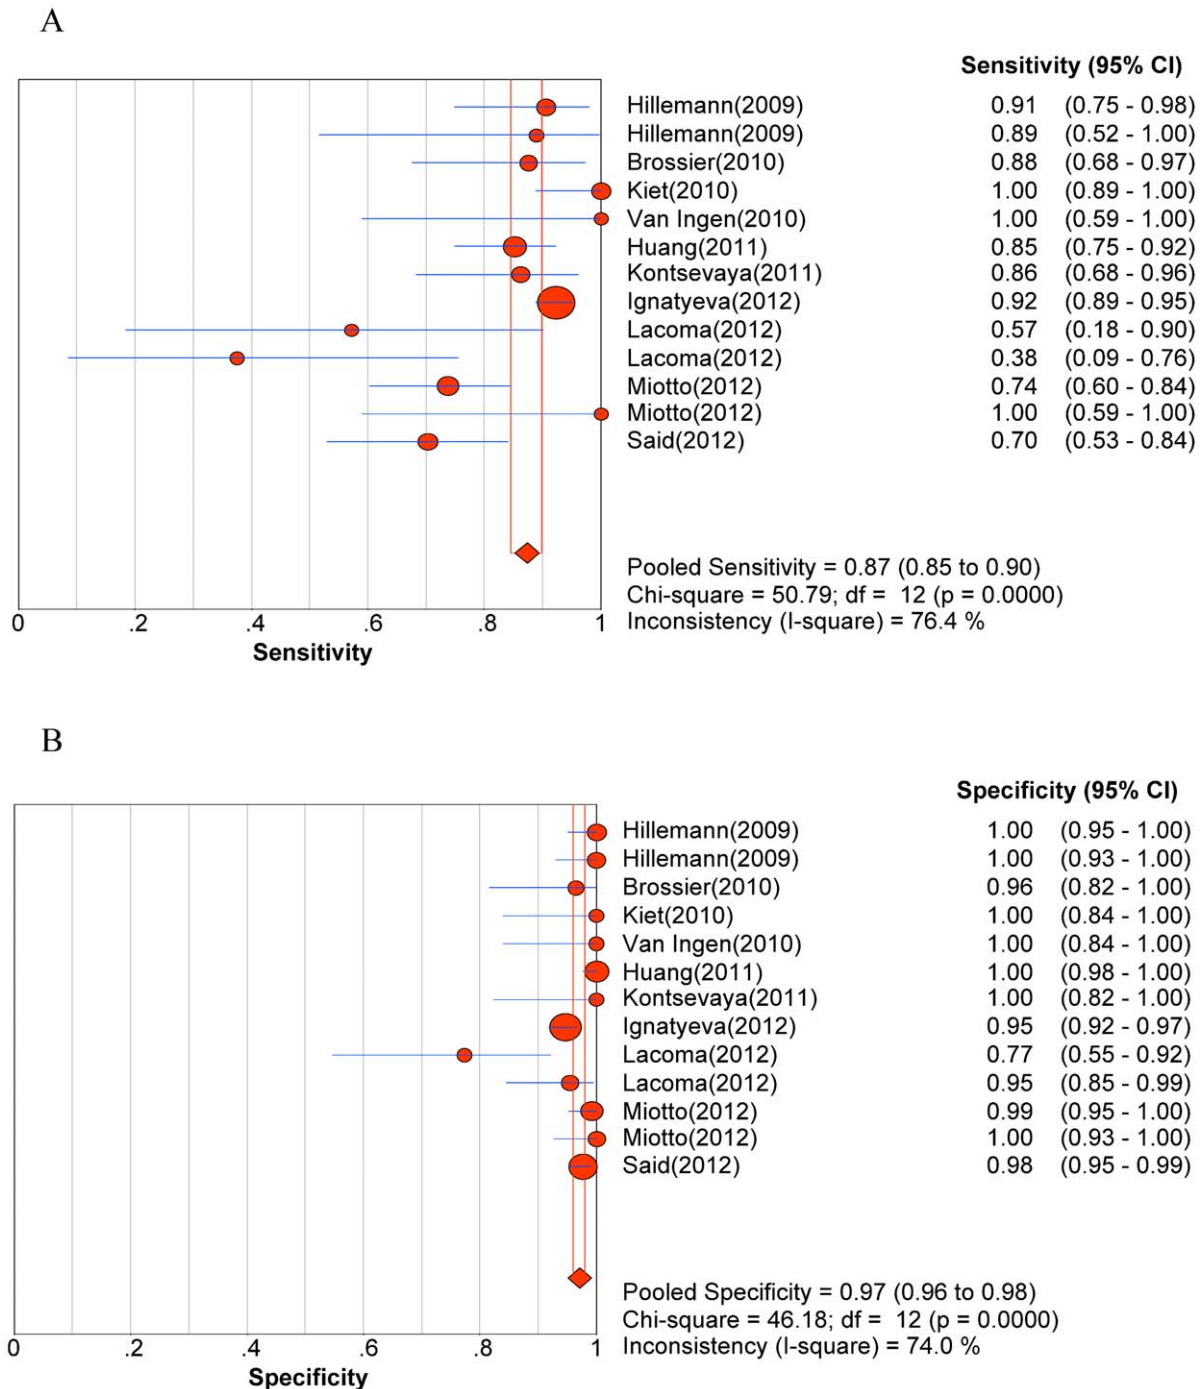 A
Sensitivity (95% CI)
Hillemann(2009) 0.91 (0.75 - 0.98)
Hillemann(2009) 0.89 (0.52 - 1.00)
Brossier(2010) 0.88 (0.68 - 0.97)
Kiet(2010) 1.00 (0.89 - 1.00)
Van Ingen(2010) 1.00 (0.59 - 1.00)
Huang(2011) 0.85 (0.75 - 0.92)
Kontsevaya(2011) 0.86 (0.68 - 0.96)
Ignatyeva(2012) 0.92 (0.89 - 0.95)
Lacoma(2012) 0.57 (0.18 - 0.90)
Lacoma(2012) 0.38 (0.09 - 0.76)
Miotto(2012) 0.74 (0.60 - 0.84)
Miotto(2012) 1.00 (0.59 - 1.00)
Said(2012) 0.70 (0.53 - 0.84)
Pooled Sensitivity = 0.87 (0.85 to 0.90)
Chi-square = 50.79; df = 12 (p = 0.0000)
Inconsistency (I-square) = 76.4 %
0 .2 .4 .6 .8 1
Sensitivity
B
Specificity (95% CI)
Hillemann(2009) 1.00 (0.95 - 1.00)
Hillemann(2009) 1.00 (0.93 - 1.00)
Brossier(2010) 0.96 (0.82 - 1.00)
Kiet(2010) 1.00 (0.84 - 1.00)
Van Ingen(2010) 1.00 (0.84 - 1.00)
Huang(2011) 1.00 (0.98 - 1.00)
Kontsevaya(2011) 1.00 (0.82 - 1.00)
Ignatyeva(2012) 0.95 (0.92 - 0.97)
Lacoma(2012) 0.77 (0.55 - 0.92)
Lacoma(2012) 0.95 (0.85 - 0.99)
Miotto(2012) 0.99 (0.95 - 1.00)
Miotto(2012) 1.00 (0.93 - 1.00)
Said(2012) 0.98 (0.95 - 0.99)
Pooled Specificity = 0.97 (0.96 to 0.98)
Chi-square = 46.18; df = 12 (p = 0.0000)
Inconsistency (I-square) = 74.0 %
0 .2 .4 .6 .8 1
Specificity